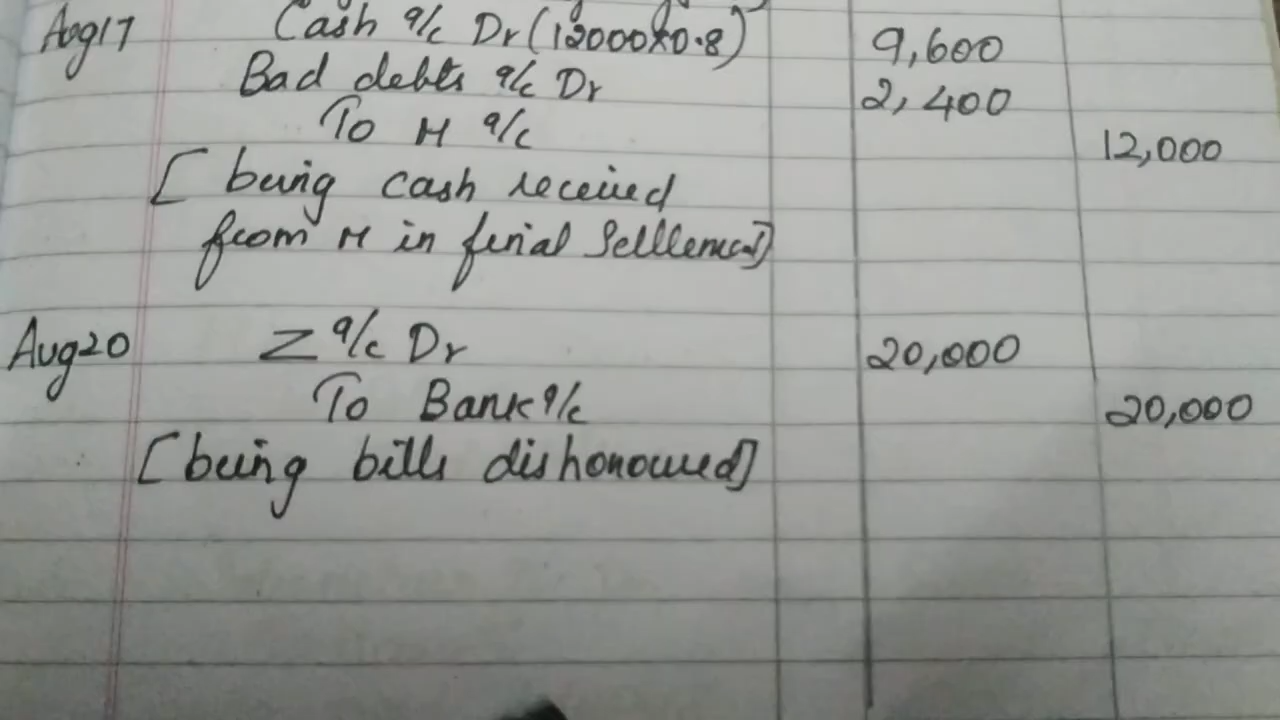 Aug17 Cash a/c Dr (12000x0.8) 9,600
Bad debts a/c Dr 2,400
To H a/c 12,000
[being cash received
from H in final Settlement]
Aug20 Z a/c Dr 20,000
To Bank a/c 20,000
[being bills dishonoured]